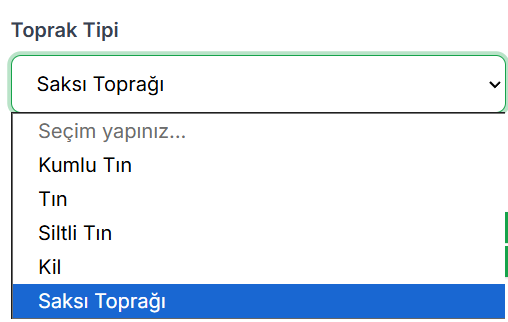 Toprak Tipi
Saksı Toprağı
Seçim yapınız...
Kumlu Tın
Tın
Siltli Tın
Kil
Saksı Toprağı